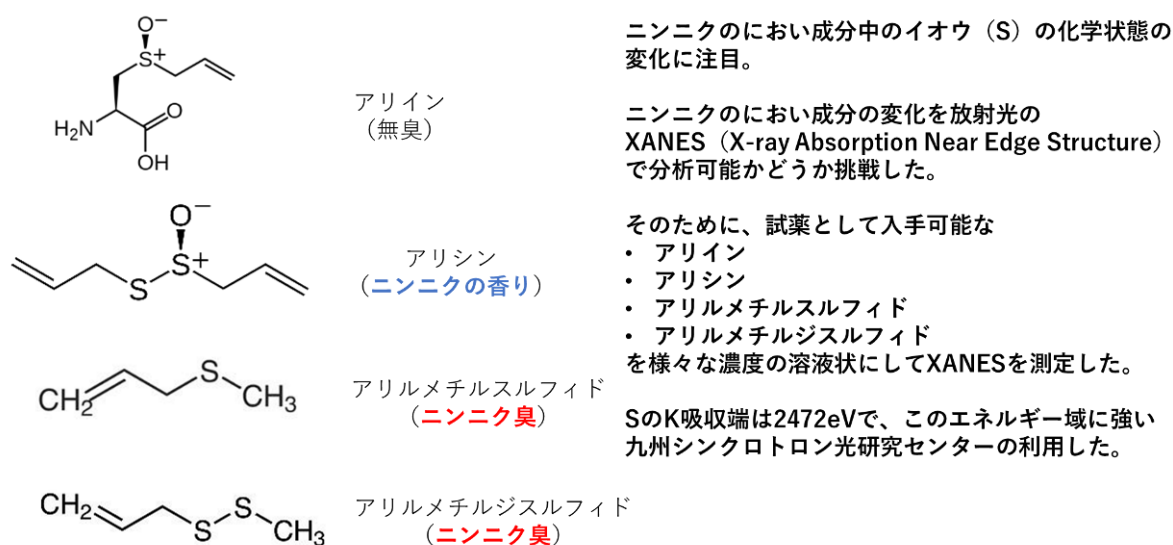 O−
S+
H2N
O
OH
アリイン
（無臭）
O−
S
S+
アリシン
（ニンニクの香り）
CH2
S
CH3
アリルメチルスルフィド
（ニンニク臭）
CH2
S
S
CH3
アリルメチルジスルフィド
（ニンニク臭）
ニンニクのにおい成分中のイオウ（S）の化学状態の
変化に注目。
ニンニクのにおい成分の変化を放射光の
XANES（X-ray Absorption Near Edge Structure）
で分析可能かどうか挑戦した。
そのために、試薬として入手可能な
• アリイン
• アリシン
• アリルメチルスルフィド
• アリルメチルジスルフィド
を様々な濃度の溶液状にしてXANESを測定した。
SのK吸収端は2472eVで、このエネルギー域に強い
九州シンクロトロン光研究センターの利用した。